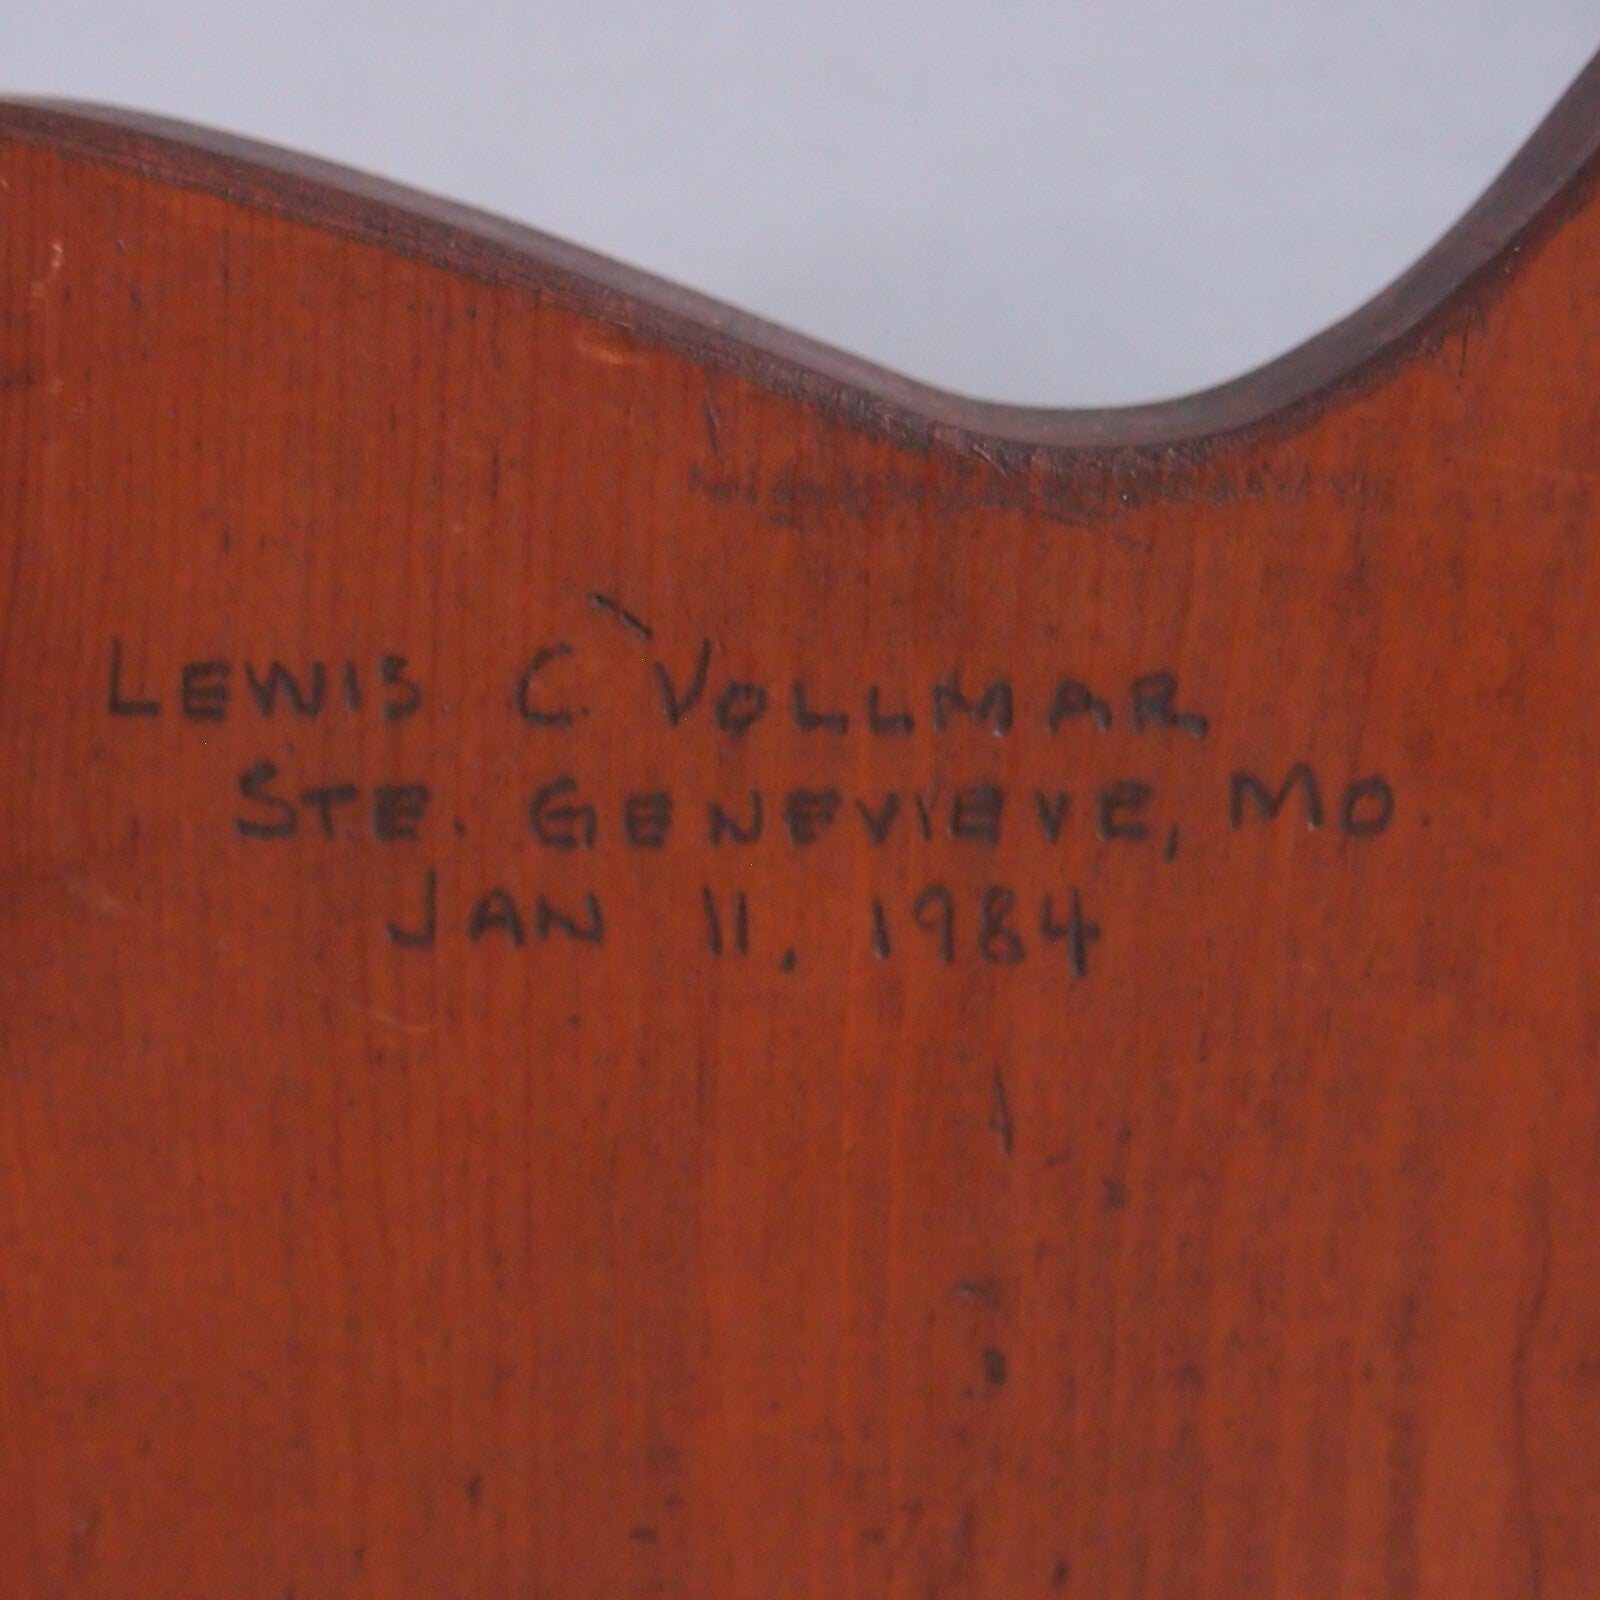 LEWIS C. VOLLMAR
STE. GENEVIEVE, MO.
JAN 11, 1984